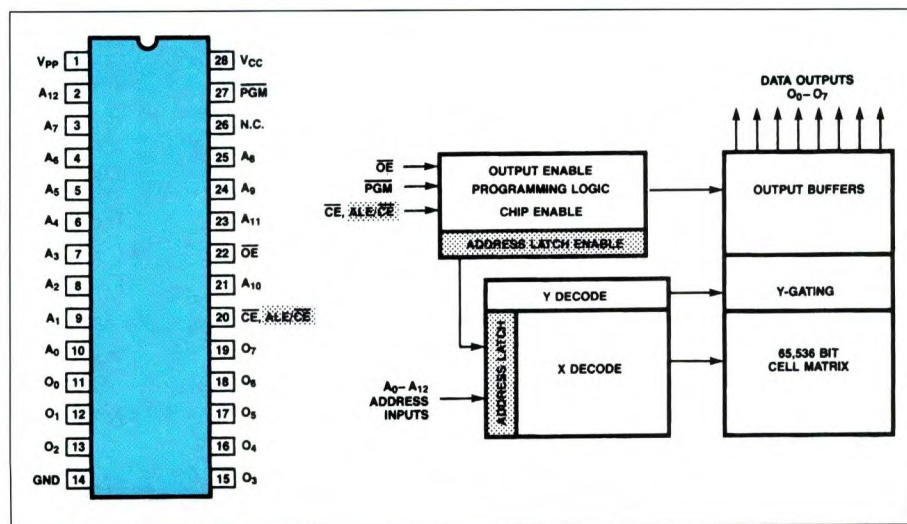 VPP 1
A12 2
A7 3
A6 4
A5 5
A4 6
A3 7
A2 8
A1 9
A0 10
O0 11
O1 12
O2 13
GND 14
28 VCC
27 PGM
26 N.C.
25 A8
24 A9
23 A11
22 OE
21 A10
20 CE, ALE/CE
19 O7
18 O6
17 O5
16 O4
15 O3
OE
PGM
CE, ALE/CE
OUTPUT ENABLE
PROGRAMMING LOGIC
CHIP ENABLE
ADDRESS LATCH ENABLE
Y DECODE
ADDRESS LATCH
X DECODE
A0–A12
ADDRESS
INPUTS
DATA OUTPUTS
O0–O7
OUTPUT BUFFERS
Y-GATING
65,536 BIT
CELL MATRIX